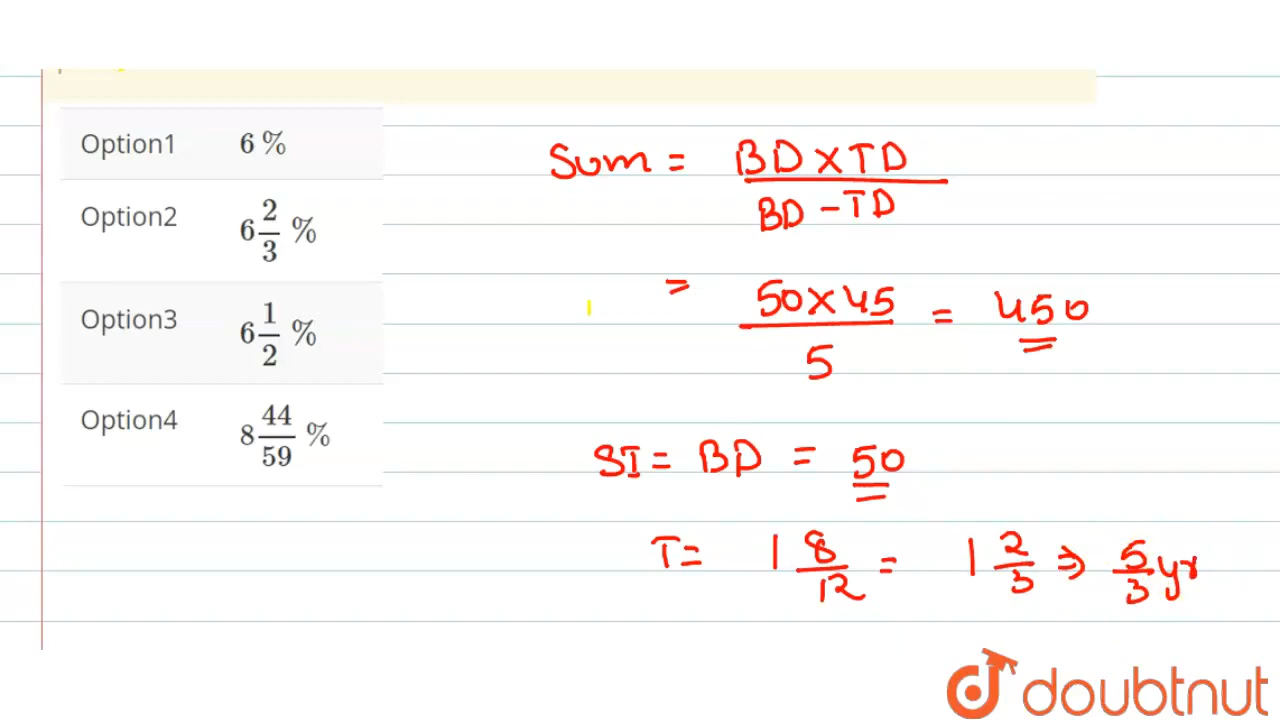 Option1 6 %
Option2 6 2/3 %
Option3 6 1/2 %
Option4 8 44/59 %
Sum = BD × TD / BD - TD
= 50 × 45 / 5 = 450
SI = BD = 50
T = 1 8/12 = 1 2/3 ⇒ 5/3 yr
doubtnut